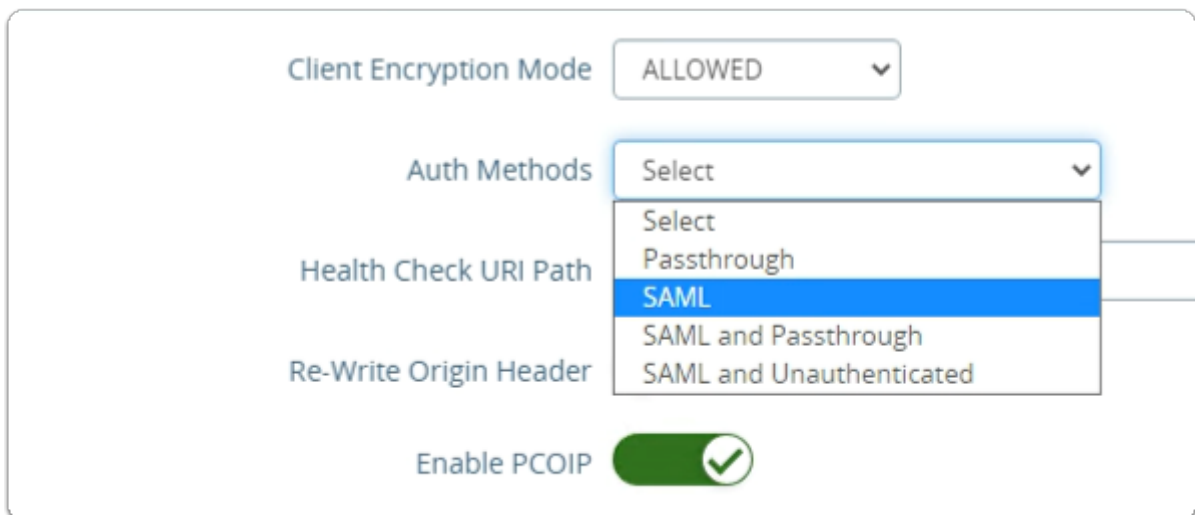 Client Encryption Mode ALLOWED
Auth Methods Select
Select
Passthrough
Health Check URI Path
SAML
SAML and Passthrough
Re-Write Origin Header
SAML and Unauthenticated
Enable PCOIP